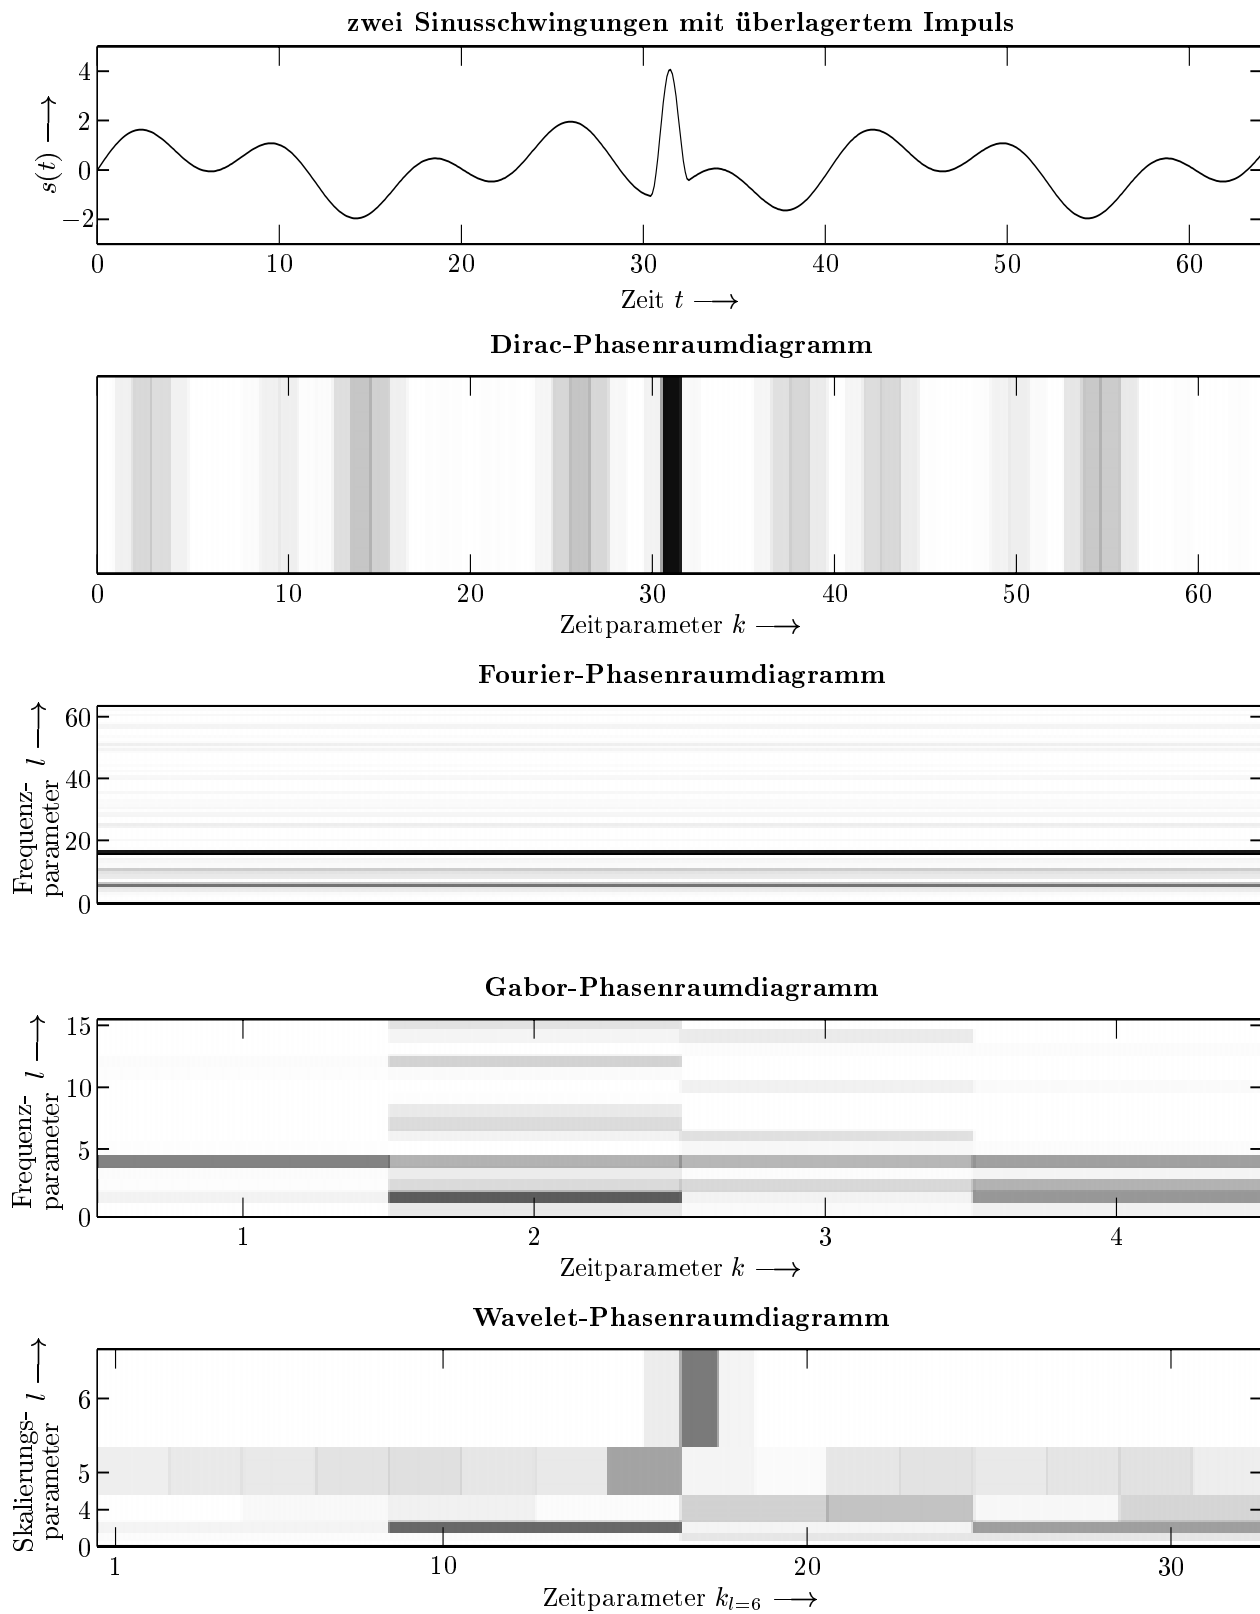 zwei Sinusschwingungen mit überlagertem Impuls
s(t) ⟶
4
2
0
−2
0 10 20 30 40 50 60
Zeit t ⟶
Dirac-Phasenraumdiagramm
0 10 20 30 40 50 60
Zeitparameter k ⟶
Fourier-Phasenraumdiagramm
Frequenz- l ⟶
parameter
60
40
20
0
Gabor-Phasenraumdiagramm
Frequenz- l ⟶
parameter
15
10
5
0
1 2 3 4
Zeitparameter k ⟶
Wavelet-Phasenraumdiagramm
Skalierungs- l ⟶
parameter
6
5
4
0
1 10 20 30
Zeitparameter k_{l=6} ⟶